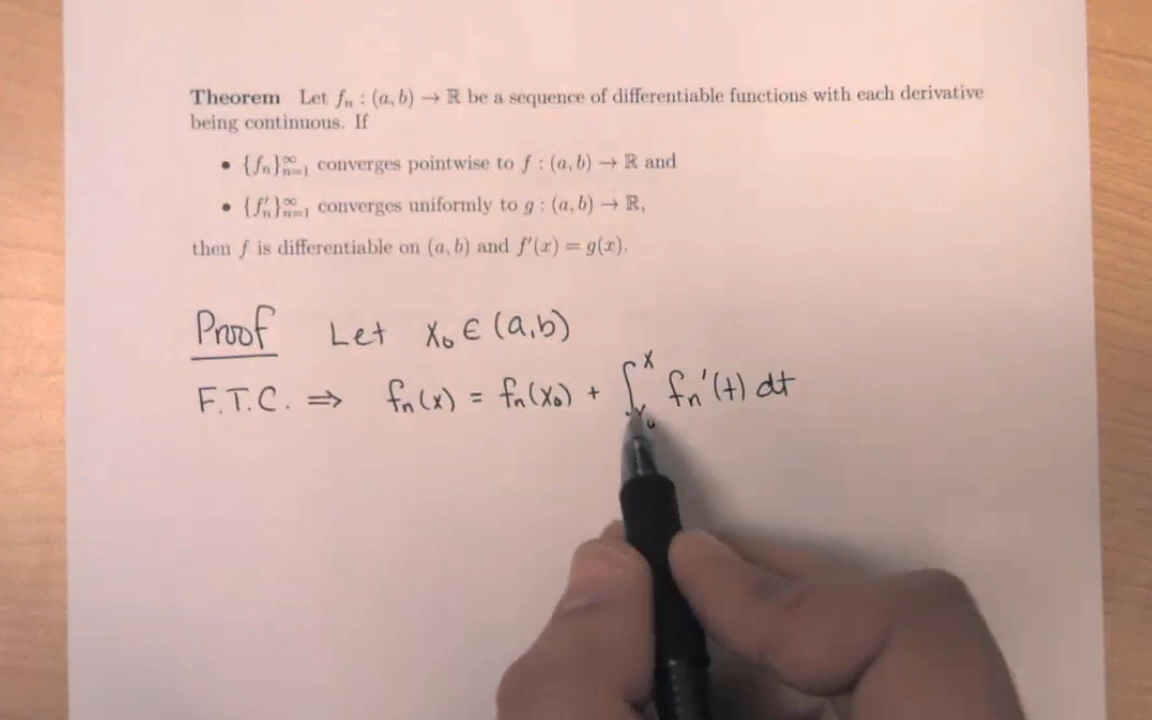 Theorem Let fₙ : (a, b) → ℝ be a sequence of differentiable functions with each derivative
being continuous. If
• {fₙ}ₙ₌₁^∞ converges pointwise to f : (a, b) → ℝ and
• {fₙ′}ₙ₌₁^∞ converges uniformly to g : (a, b) → ℝ,
then f is differentiable on (a, b) and f′(x) = g(x).
Proof Let x₀ ∈ (a,b)
F.T.C. ⇒ fₙ(x) = fₙ(x₀) + ∫ₓ₀ˣ fₙ′(t) dt